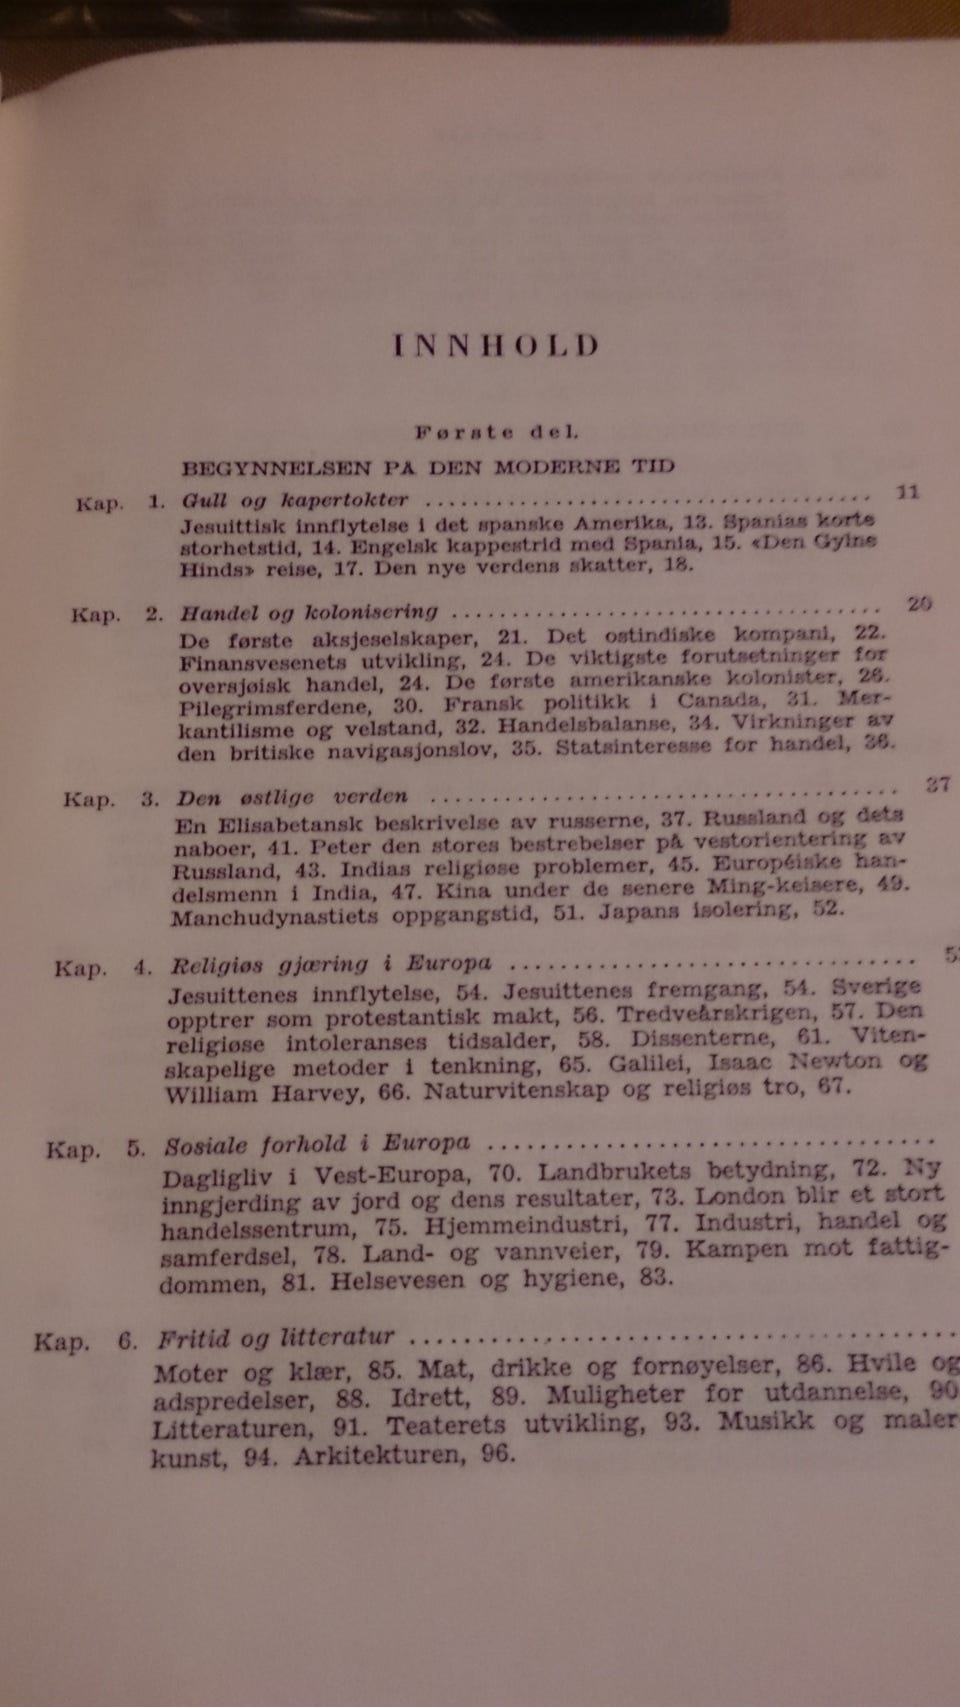 INNHOLD
Første del.
BEGYNNELSEN PÅ DEN MODERNE TID
Kap. 1. Gull og kapertokter ........................................ 11
Jesuittisk innflytelse i det spanske Amerika, 13. Spanias korte
storhetstid, 14. Engelsk kappestrid med Spania, 15. «Den Gylne
Hinds» reise, 17. Den nye verdens skatter, 18.
Kap. 2. Handel og kolonisering ...................................... 20
De første aksjeselskaper, 21. Det ostindiske kompani, 22.
Finansvesenets utvikling, 24. De viktigste forutsetninger for
oversjøisk handel, 24. De første amerikanske kolonister, 26.
Pilegrimsferdene, 30. Fransk politikk i Canada, 31. Mer-
kantilisme og velstand, 32. Handelsbalanse, 34. Virkninger av
den britiske navigasjonslov, 35. Statsinteresse for handel, 36.
Kap. 3. Den østlige verden ........................................ 37
En Elisabetansk beskrivelse av russerne, 37. Russland og dets
naboer, 41. Peter den stores bestrebelser på vestorientering av
Russland, 43. Indias religiøse problemer, 45. Européiske han-
delsmenn i India, 47. Kina under de senere Ming-keisere, 49.
Manchudynastiets oppgangstid, 51. Japans isolering, 52.
Kap. 4. Religiøs gjæring i Europa ..................................
Jesuittenes innflytelse, 54. Jesuittenes fremgang, 54. Sverige
opptrer som protestantisk makt, 56. Tredveårskrigen, 57. Den
religiøse intoleranses tidsalder, 58. Dissenterne, 61. Viten-
skapelige metoder i tenkning, 65. Galilei, Isaac Newton og
William Harvey, 66. Naturvitenskap og religiøs tro, 67.
Kap. 5. Sosiale forhold i Europa ..................................
Dagligliv i Vest-Europa, 70. Landbrukets betydning, 72. Ny
inngjerding av jord og dens resultater, 73. London blir et stort
handelssentrum, 75. Hjemmeindustri, 77. Industri, handel og
samferdsel, 78. Land- og vannveier, 79. Kampen mot fattig-
dommen, 81. Helsevesen og hygiene, 83.
Kap. 6. Fritid og litteratur ........................................
Moter og klær, 85. Mat, drikke og fornøyelser, 86. Hvile og
adspredelser, 88. Idrett, 89. Muligheter for utdannelse, 90
Litteraturen, 91. Teaterets utvikling, 93. Musikk og maler
kunst, 94. Arkitekturen, 96.